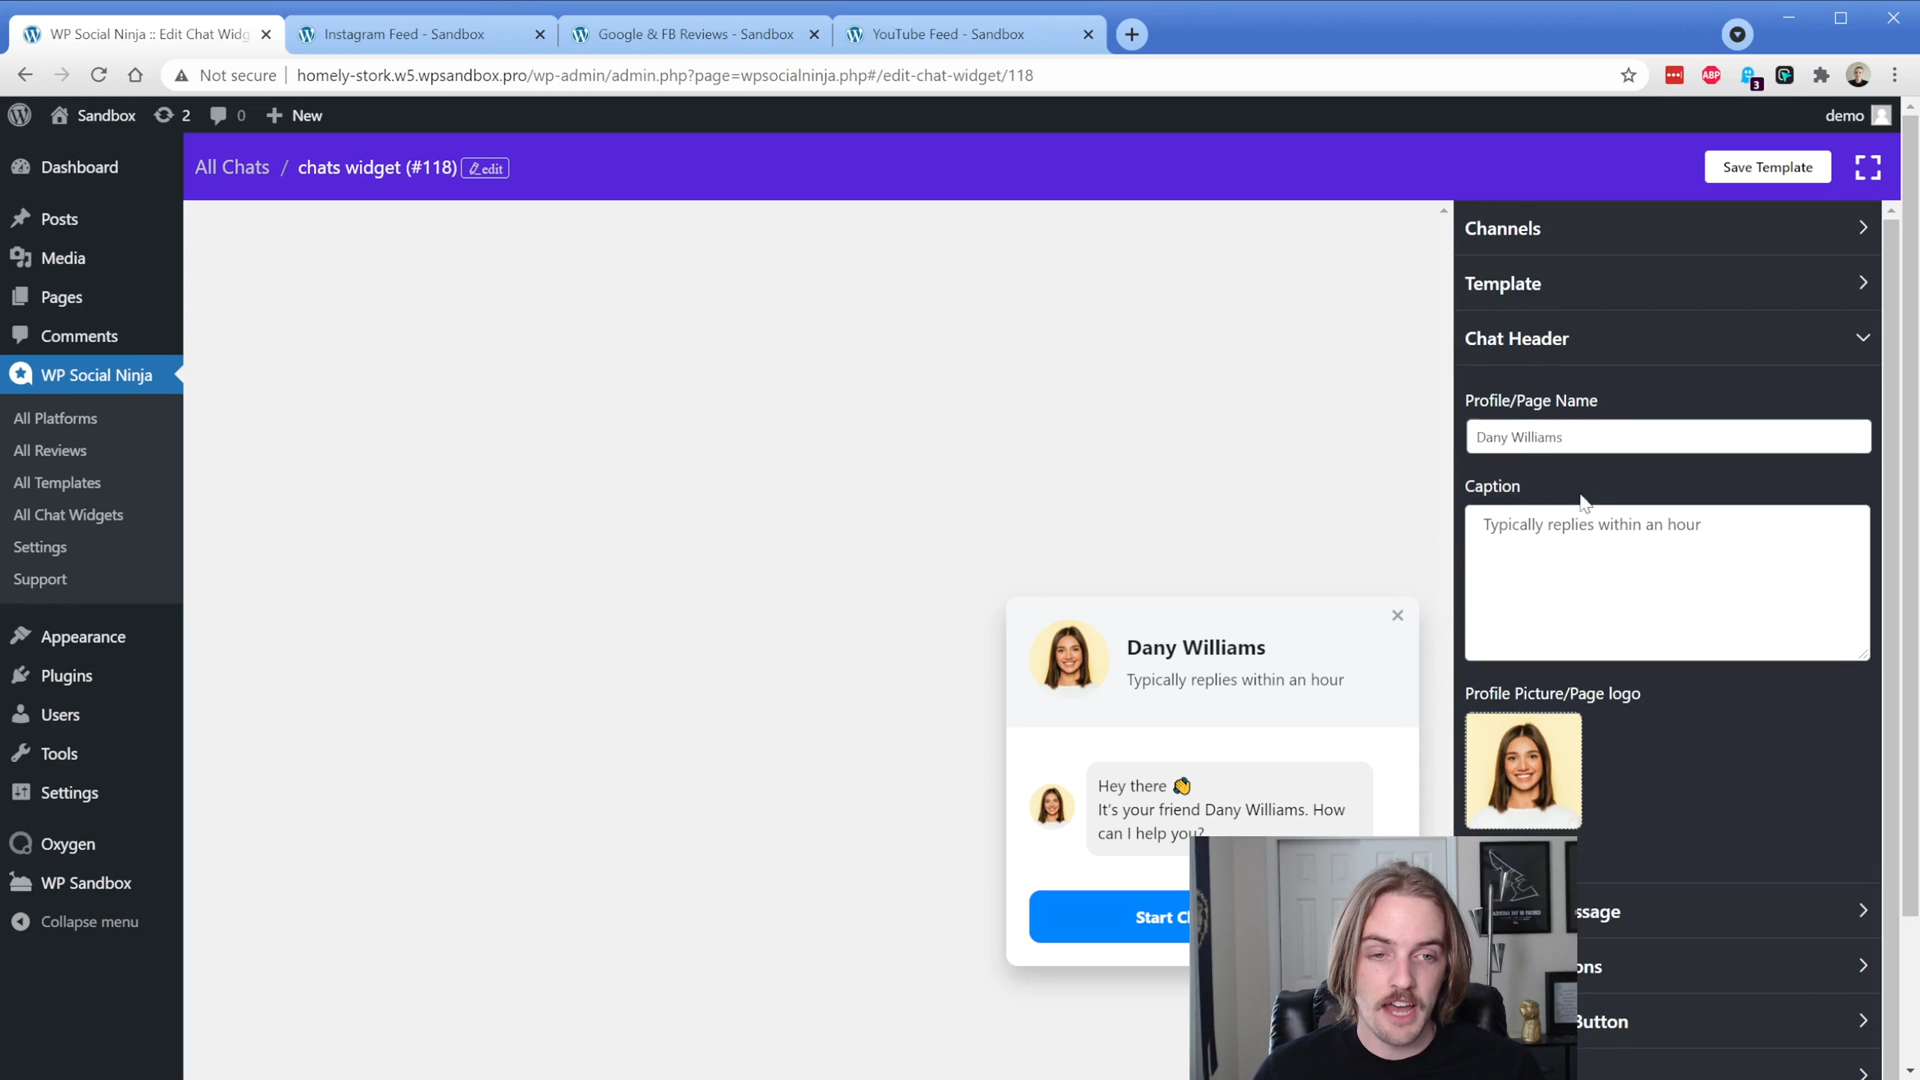 WP Social Ninja :: Edit Chat Widg
Instagram Feed - Sandbox
Google & FB Reviews - Sandbox
YouTube Feed - Sandbox
Not secure
homely-stork.w5.wpsandbox.pro/wp-admin/admin.php?page=wpsocialninja.php#/edit-chat-widget/118
ABP
3
Sandbox
2
0
New
demo
All Chats / chats widget (#118) edit
Save Template
Dashboard
Posts
Media
Pages
Comments
WP Social Ninja
All Platforms
All Reviews
All Templates
All Chat Widgets
Settings
Support
Appearance
Plugins
Users
Tools
Settings
Oxygen
WP Sandbox
Collapse menu
Dany Williams
Typically replies within an hour
Hey there 👏
It's your friend Dany Williams. How
can I help you?
Start C
Channels
Template
Chat Header
Profile/Page Name
Dany Williams
Caption
Typically replies within an hour
Profile Picture/Page logo
ssage
ons
Button